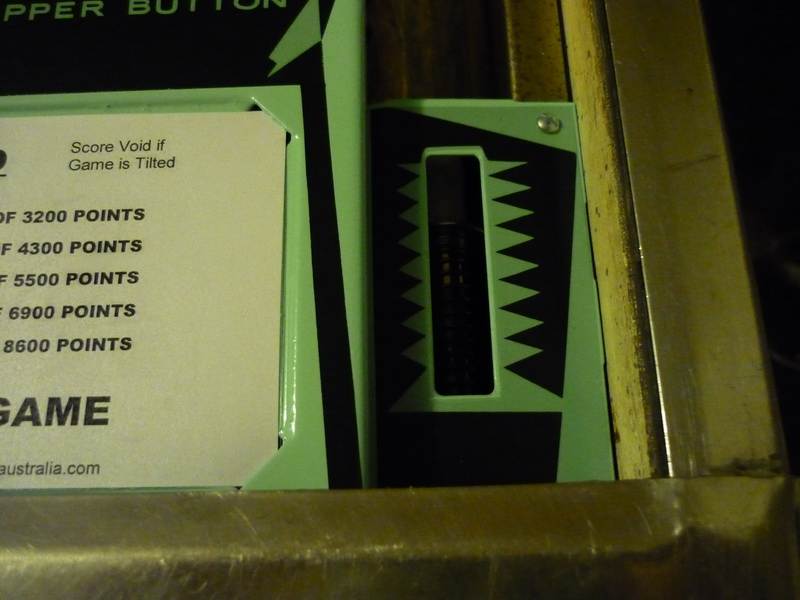 PPER BUTTON
Score Void if
Game is Tilted
OF 3200 POINTS
F 4300 POINTS
F 5500 POINTS
F 6900 POINTS
8600 POINTS
GAME
australia.com